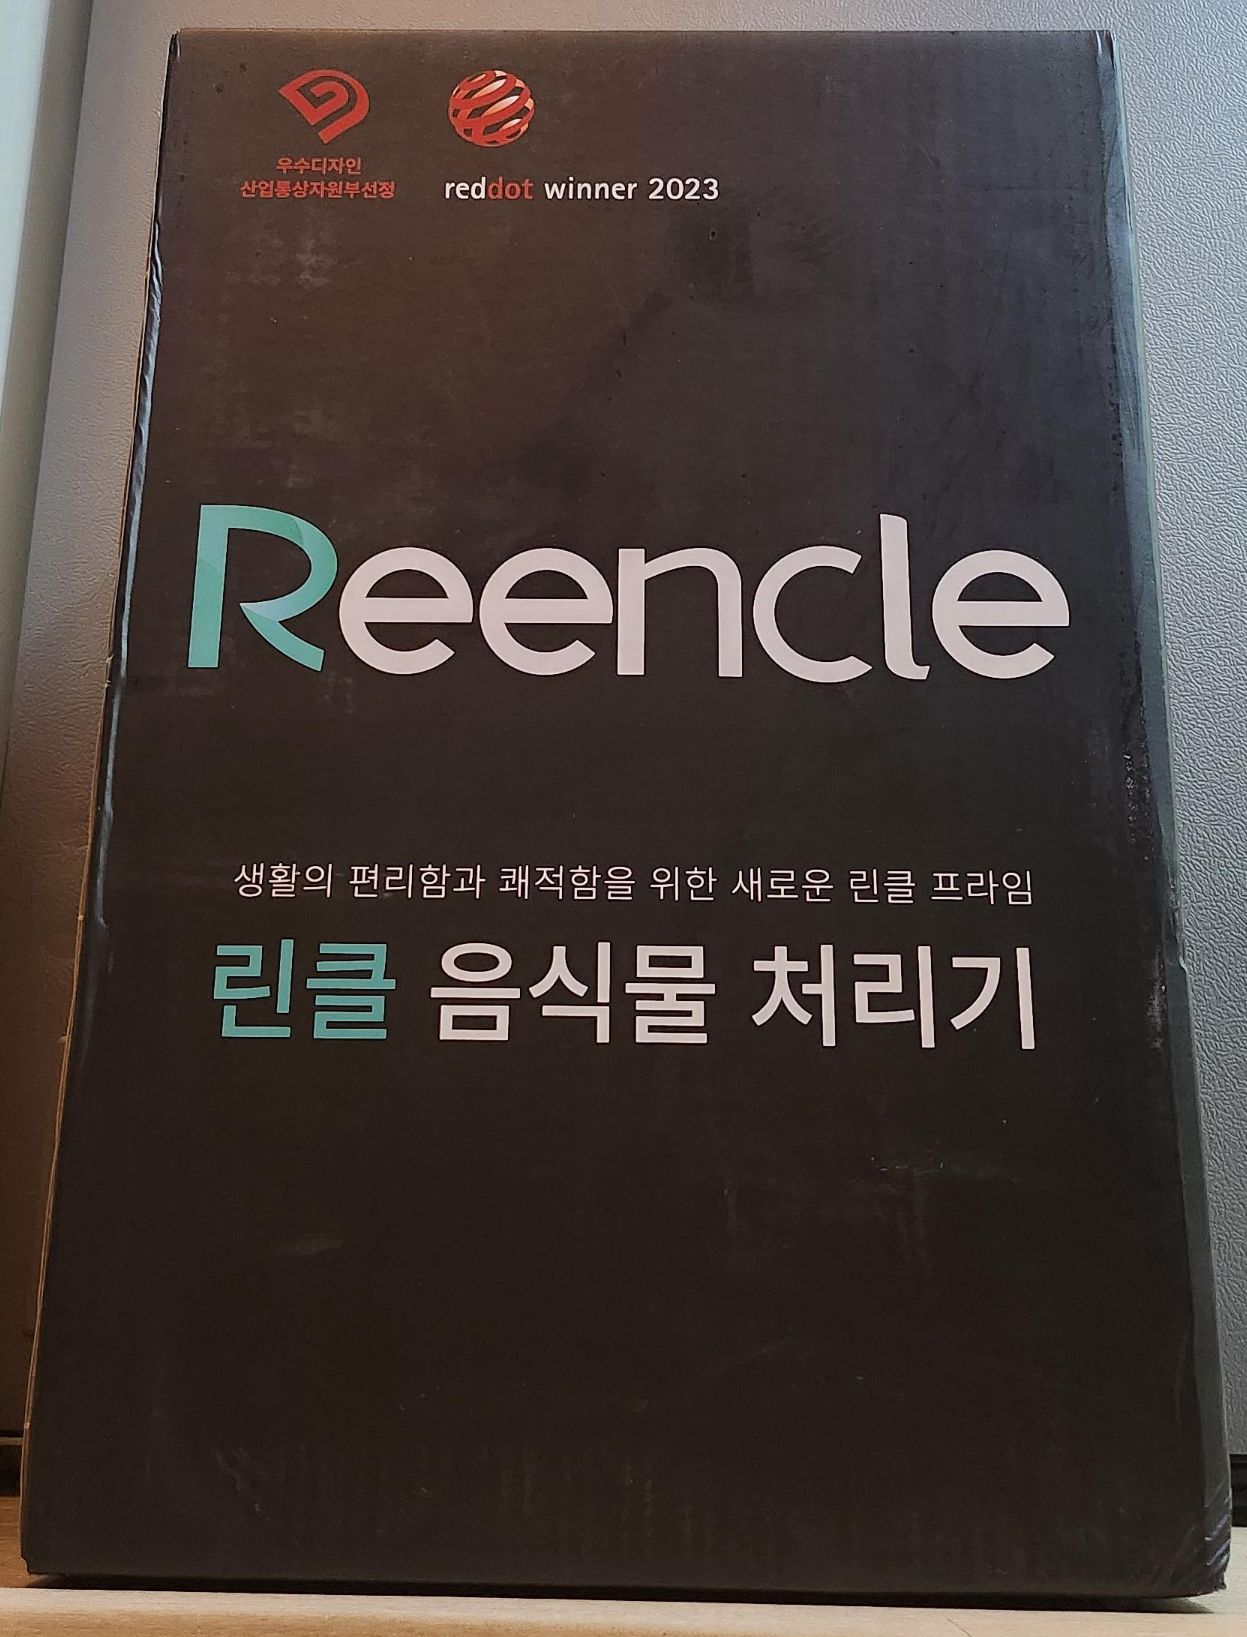 우수디자인
산업통상자원부선정
reddot winner 2023
Reencle
생활의 편리함과 쾌적함을 위한 새로운 린클 프라임
린클 음식물 처리기